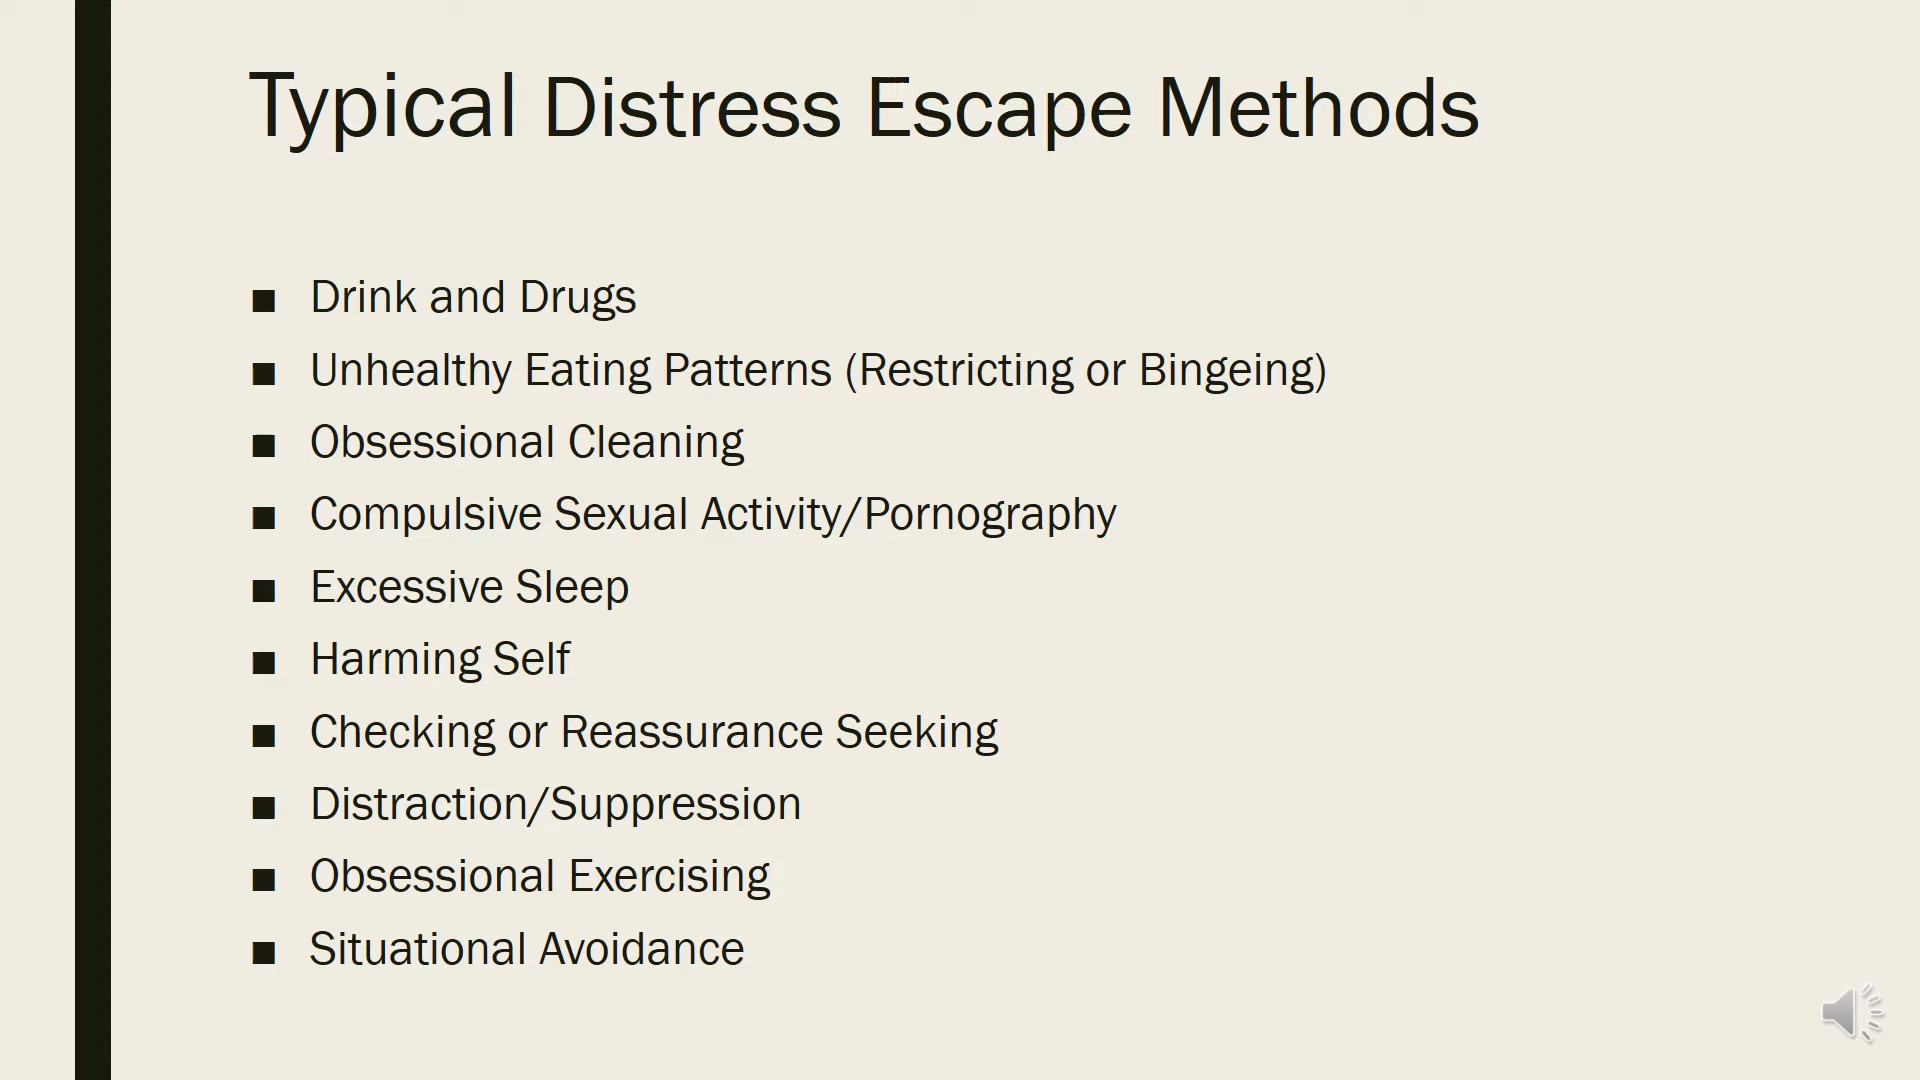 Typical Distress Escape Methods
■ Drink and Drugs
■ Unhealthy Eating Patterns (Restricting or Bingeing)
■ Obsessional Cleaning
■ Compulsive Sexual Activity/Pornography
■ Excessive Sleep
■ Harming Self
■ Checking or Reassurance Seeking
■ Distraction/Suppression
■ Obsessional Exercising
■ Situational Avoidance